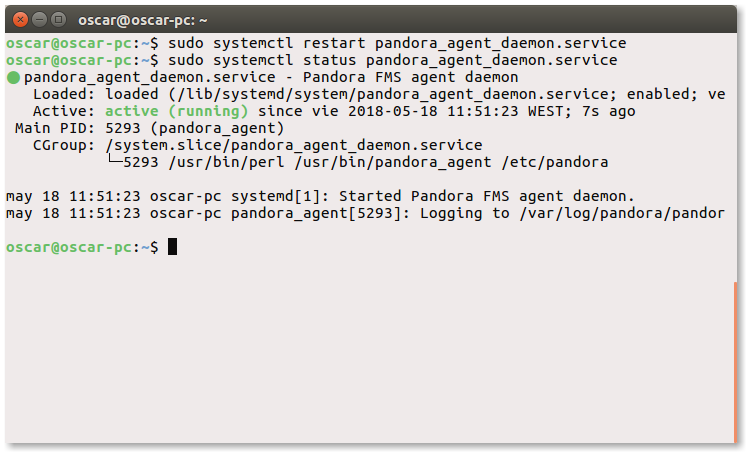 oscar@oscar-pc: ~
oscar@oscar-pc:~$ sudo systemctl restart pandora_agent_daemon.service
oscar@oscar-pc:~$ sudo systemctl status pandora_agent_daemon.service
● pandora_agent_daemon.service - Pandora FMS agent daemon
   Loaded: loaded (/lib/systemd/system/pandora_agent_daemon.service; enabled; ve
   Active: active (running) since vie 2018-05-18 11:51:23 WEST; 7s ago
 Main PID: 5293 (pandora_agent)
   CGroup: /system.slice/pandora_agent_daemon.service
           └─5293 /usr/bin/perl /usr/bin/pandora_agent /etc/pandora
may 18 11:51:23 oscar-pc systemd[1]: Started Pandora FMS agent daemon.
may 18 11:51:23 oscar-pc pandora_agent[5293]: Logging to /var/log/pandora/pandor
oscar@oscar-pc:~$